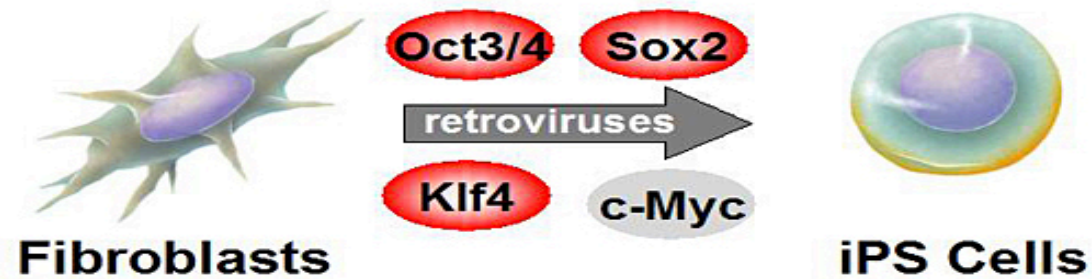 Oct3/4 Sox2
retroviruses
Klf4 c-Myc
Fibroblasts iPS Cells